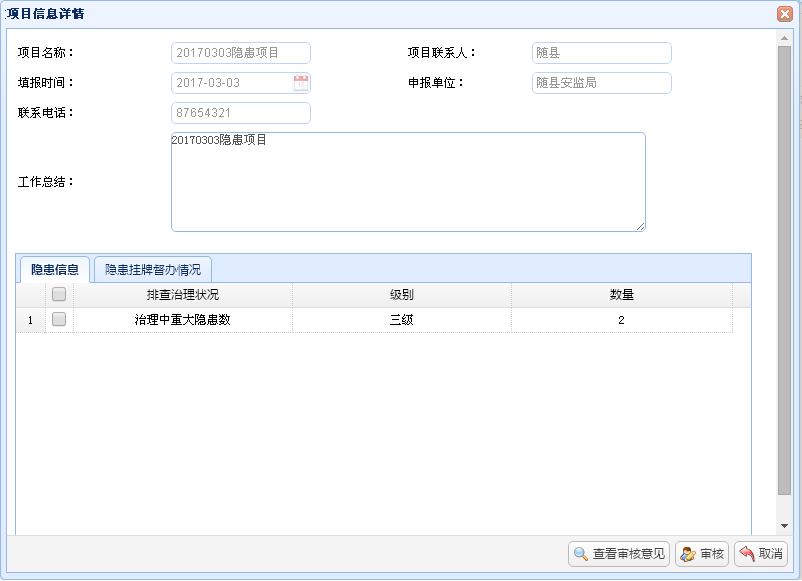 项目信息详情
项目名称： 20170303隐患项目 项目联系人： 随县
填报时间： 2017-03-03 申报单位： 随县安监局
联系电话： 87654321
工作总结： 20170303隐患项目
隐患信息 隐患挂牌督办情况
排查治理状况 级别 数量
1 治理中重大隐患数 三级 2
查看审核意见 审核 取消